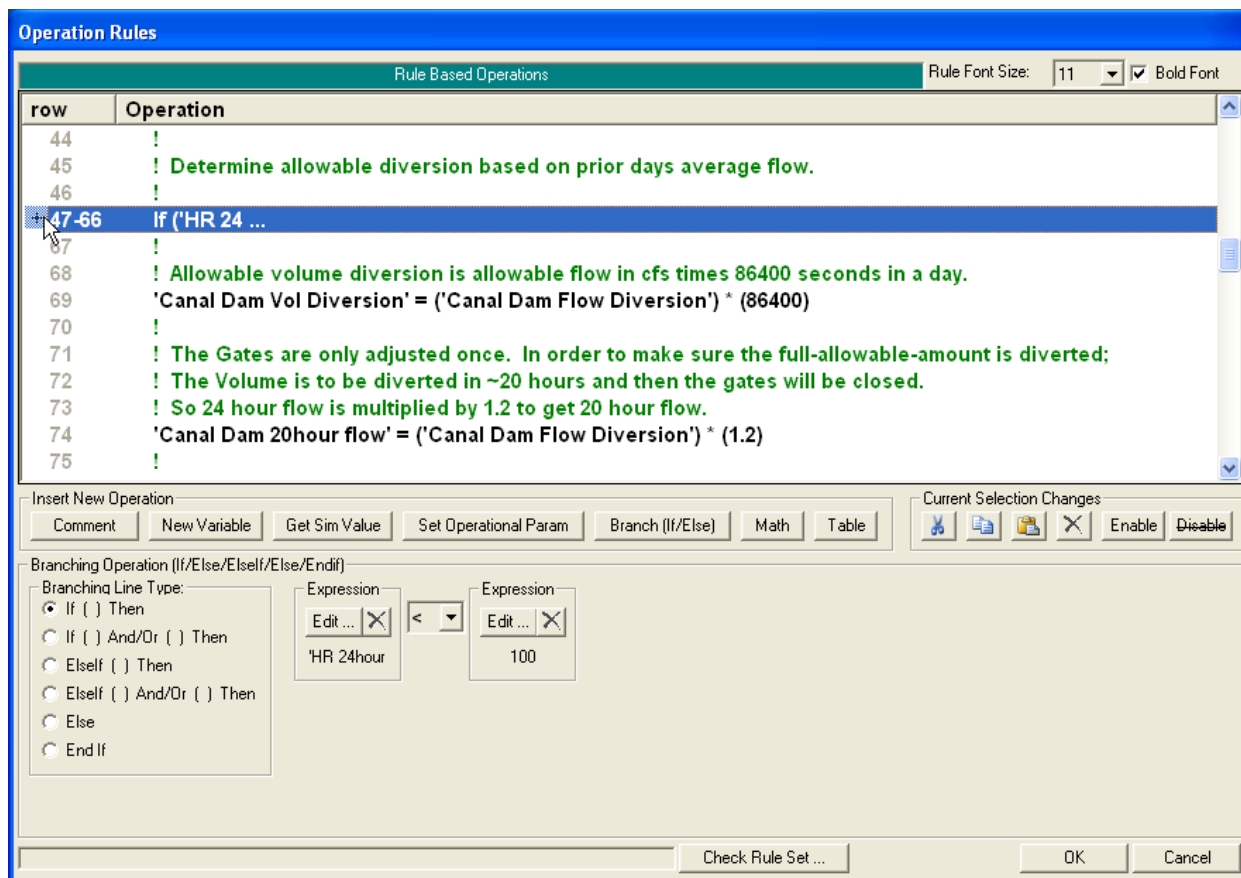 Operation Rules
Rule Based Operations Rule Font Size: 11 Bold Font
row Operation
44 !
45 ! Determine allowable diversion based on prior days average flow.
46 !
47-66 If ('HR 24 ...
67 !
68 ! Allowable volume diversion is allowable flow in cfs times 86400 seconds in a day.
69 'Canal Dam Vol Diversion' = ('Canal Dam Flow Diversion') * (86400)
70 !
71 ! The Gates are only adjusted once. In order to make sure the full-allowable-amount is diverted;
72 ! The Volume is to be diverted in ~20 hours and then the gates will be closed.
73 ! So 24 hour flow is multiplied by 1.2 to get 20 hour flow.
74 'Canal Dam 20hour flow' = ('Canal Dam Flow Diversion') * (1.2)
75 !
Insert New Operation Current Selection Changes
Comment New Variable Get Sim Value Set Operational Param Branch (If/Else) Math Table Enable Disable
Branching Operation (If/Else/ElseIf/Else/Endif)
Branching Line Type: Expression Expression
If ( ) Then Edit ... < Edit ...
If ( ) And/Or ( ) Then 'HR 24hour 100
ElseIf ( ) Then
ElseIf ( ) And/Or ( ) Then
Else
End If
Check Rule Set ... OK Cancel